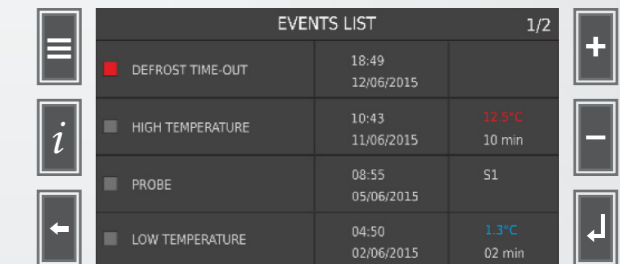 EVENTS LIST 1/2
DEFROST TIME-OUT 18:49
12/06/2015
HIGH TEMPERATURE 10:43 12.5°C
11/06/2015 10 min
PROBE 08:55 S1
05/06/2015
LOW TEMPERATURE 04:50 1.3°C
02/06/2015 02 min